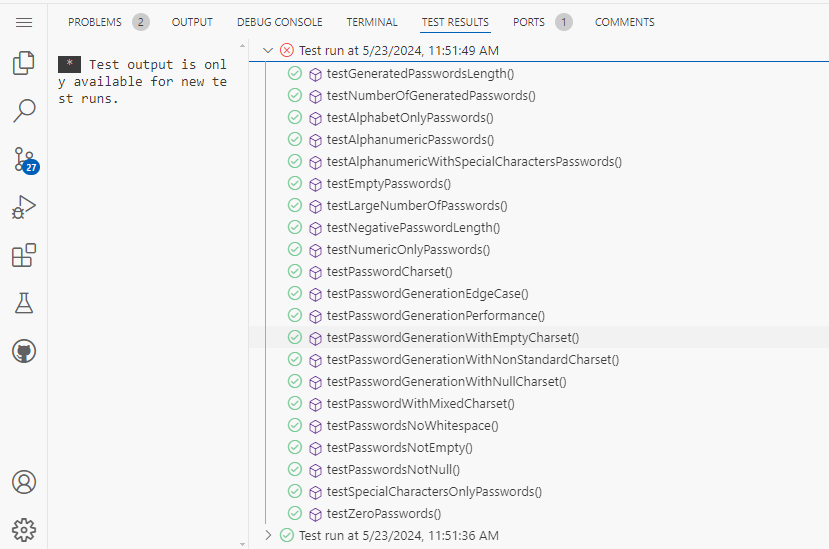 PROBLEMS 2 OUTPUT DEBUG CONSOLE TERMINAL TEST RESULTS PORTS 1 COMMENTS
* Test output is onl
y available for new te
st runs.
27
Test run at 5/23/2024, 11:51:49 AM
testGeneratedPasswordsLength()
testNumberOfGeneratedPasswords()
testAlphabetOnlyPasswords()
testAlphanumericPasswords()
testAlphanumericWithSpecialCharactersPasswords()
testEmptyPasswords()
testLargeNumberOfPasswords()
testNegativePasswordLength()
testNumericOnlyPasswords()
testPasswordCharset()
testPasswordGenerationEdgeCase()
testPasswordGenerationPerformance()
testPasswordGenerationWithEmptyCharset()
testPasswordGenerationWithNonStandardCharset()
testPasswordGenerationWithNullCharset()
testPasswordWithMixedCharset()
testPasswordsNoWhitespace()
testPasswordsNotEmpty()
testPasswordsNotNull()
testSpecialCharactersOnlyPasswords()
testZeroPasswords()
Test run at 5/23/2024, 11:51:36 AM